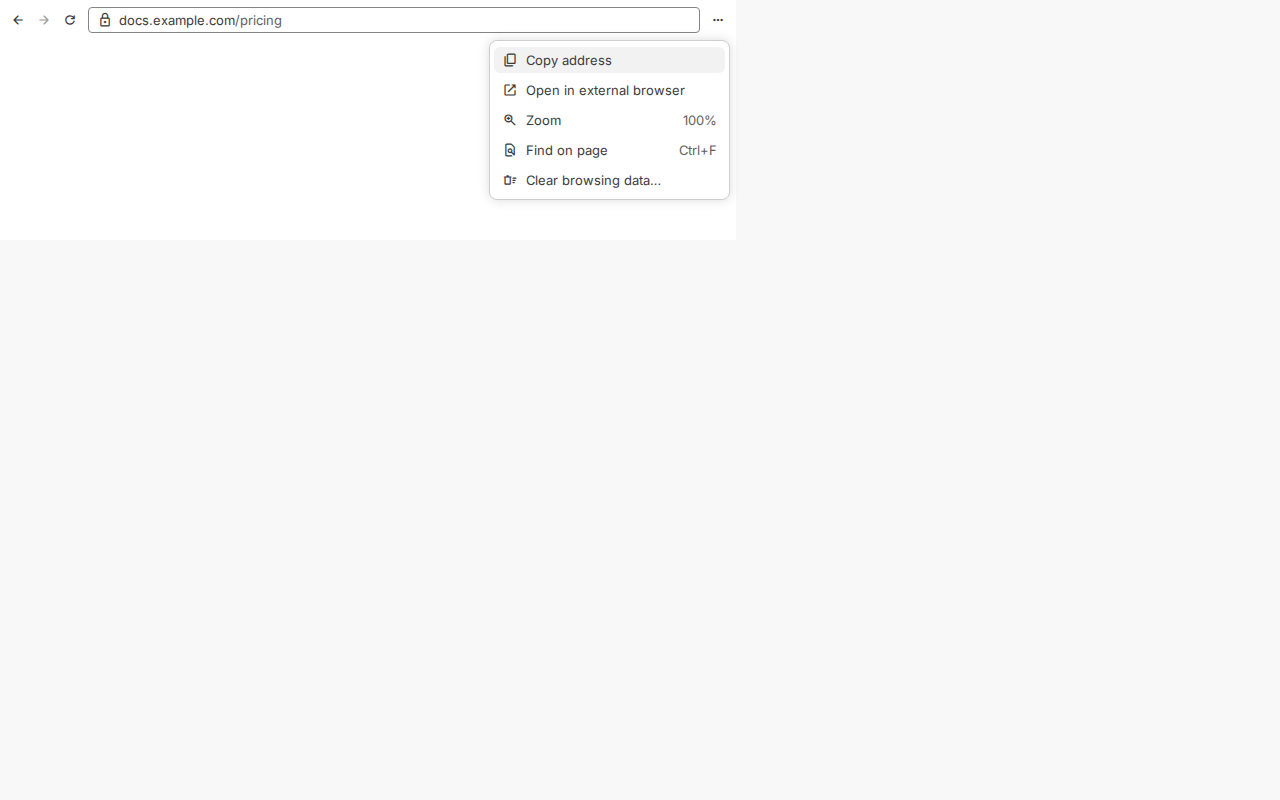 docs.example.com/pricing
Copy address
Open in external browser
Zoom 100%
Find on page Ctrl+F
Clear browsing data...